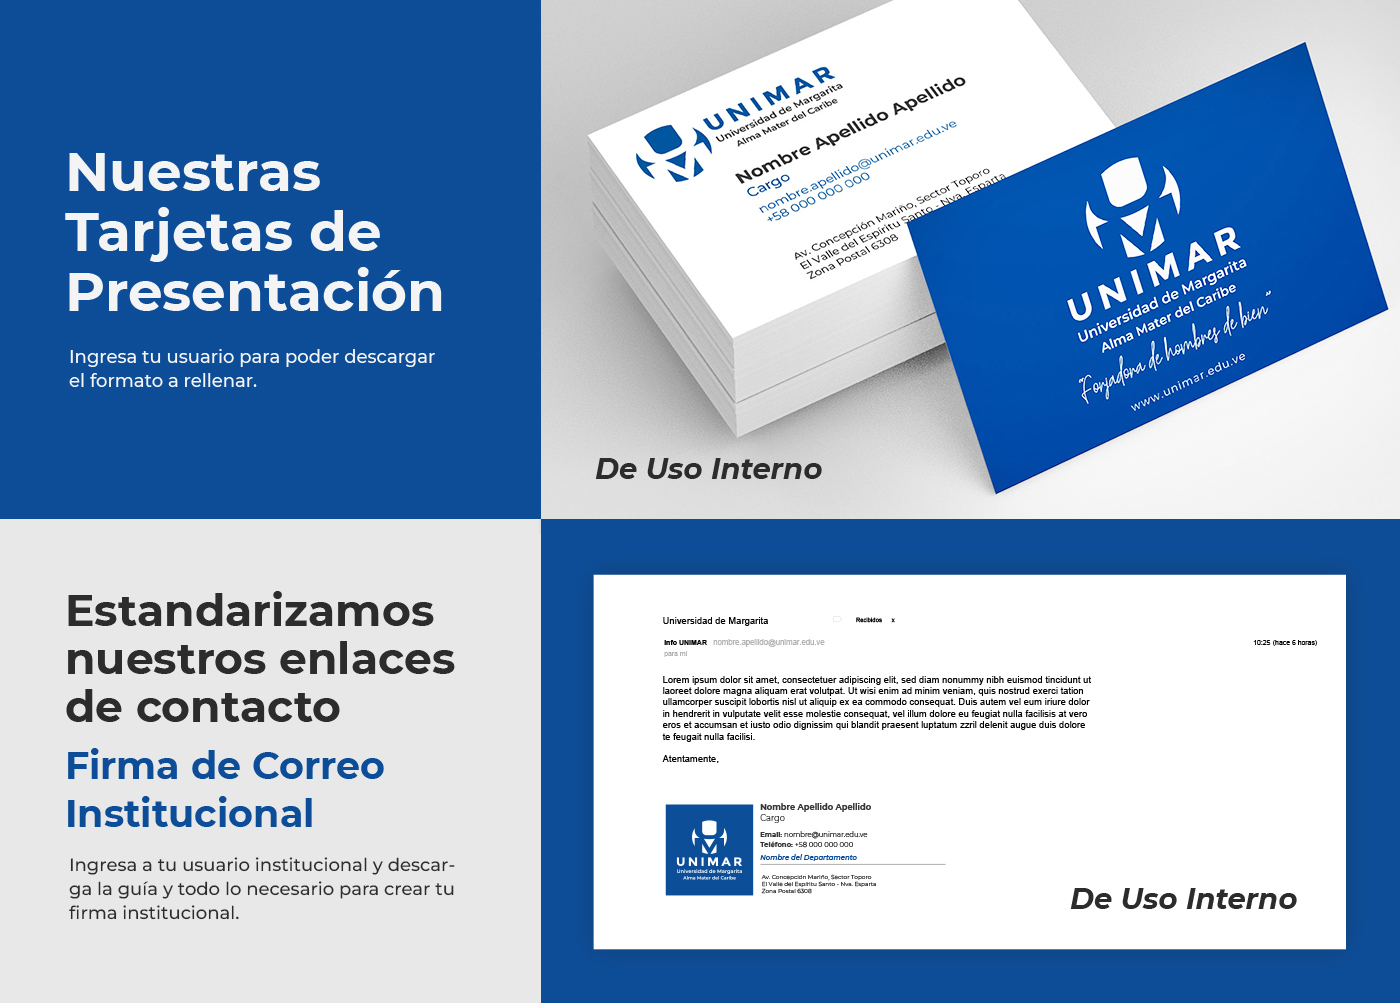 Nuestras
Tarjetas de
Presentación
Ingresa tu usuario para poder descargar
el formato a rellenar.
UNIMAR
Universidad de Margarita
Alma Mater del Caribe
Nombre Apellido Apellido
Cargo
nombre.apellido@unimar.edu.ve
+58 000 000 000
Av. Concepción Mariño, Sector Toporo
El Valle del Espíritu Santo - Nva. Esparta
Zona Postal 6308
UNIMAR
Universidad de Margarita
Alma Mater del Caribe
"Forjadora de hombres de bien"
www.unimar.edu.ve
De Uso Interno
Estandarizamos
nuestros enlaces
de contacto
Firma de Correo
Institucional
Ingresa a tu usuario institucional y descar-
ga la guía y todo lo necesario para crear tu
firma institucional.
Universidad de Margarita
Recibidos x
Info UNIMAR nombre.apellido@unimar.edu.ve
10:25 (hace 6 horas)
para mi
Lorem ipsum dolor sit amet, consectetuer adipiscing elit, sed diam nonummy nibh euismod tincidunt ut
laoreet dolore magna aliquam erat volutpat. Ut wisi enim ad minim veniam, quis nostrud exerci tation
ullamcorper suscipit lobortis nisl ut aliquip ex ea commodo consequat. Duis autem vel eum iriure dolor
in hendrerit in vulputate velit esse molestie consequat, vel illum dolore eu feugiat nulla facilisis at vero
eros et accumsan et iusto odio dignissim qui blandit praesent luptatum zzril delenit augue duis dolore
te feugait nulla facilisi.
Atentamente,
UNIMAR
Universidad de Margarita
Alma Mater del Caribe
Nombre Apellido Apellido
Cargo
Email: nombre@unimar.edu.ve
Teléfono: +58 000 000 000
Nombre del Departamento
Av. Concepción Mariño, Sector Toporo
El Valle del Espíritu Santo - Nva. Esparta
Zona Postal 6308
De Uso Interno